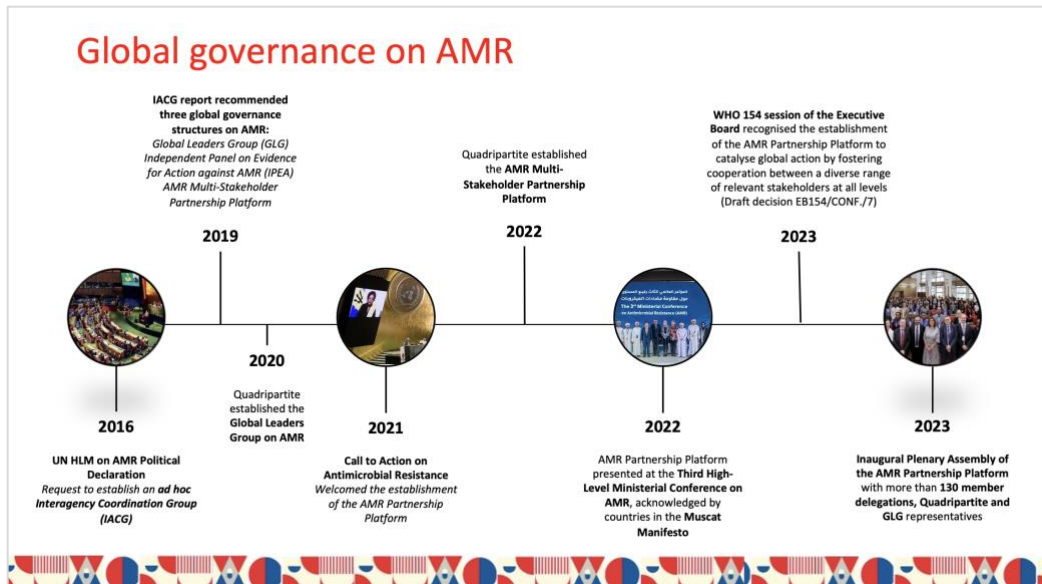 Global governance on AMR
IACG report recommended
three global governance
structures on AMR:
Global Leaders Group (GLG)
Independent Panel on Evidence
for Action against AMR (IPEA)
AMR Multi-Stakeholder
Partnership Platform
2019
Quadripartite established
the AMR Multi-
Stakeholder Partnership
Platform
2022
WHO 154 session of the Executive
Board recognised the establishment
of the AMR Partnership Platform to
catalyse global action by fostering
cooperation between a diverse range
of relevant stakeholders at all levels
(Draft decision EB154/CONF./7)
2023
The 3rd Ministerial Conference
on Antimicrobial Resistance (AMR)
2016
UN HLM on AMR Political
Declaration
Request to establish an ad hoc
Interagency Coordination Group
(IACG)
2020
Quadripartite
established the
Global Leaders
Group on AMR
2021
Call to Action on
Antimicrobial Resistance
Welcomed the establishment
of the AMR Partnership
Platform
2022
AMR Partnership Platform
presented at the Third High-
Level Ministerial Conference on
AMR, acknowledged by
countries in the Muscat
Manifesto
2023
Inaugural Plenary Assembly of
the AMR Partnership Platform
with more than 130 member
delegations, Quadripartite and
GLG representatives